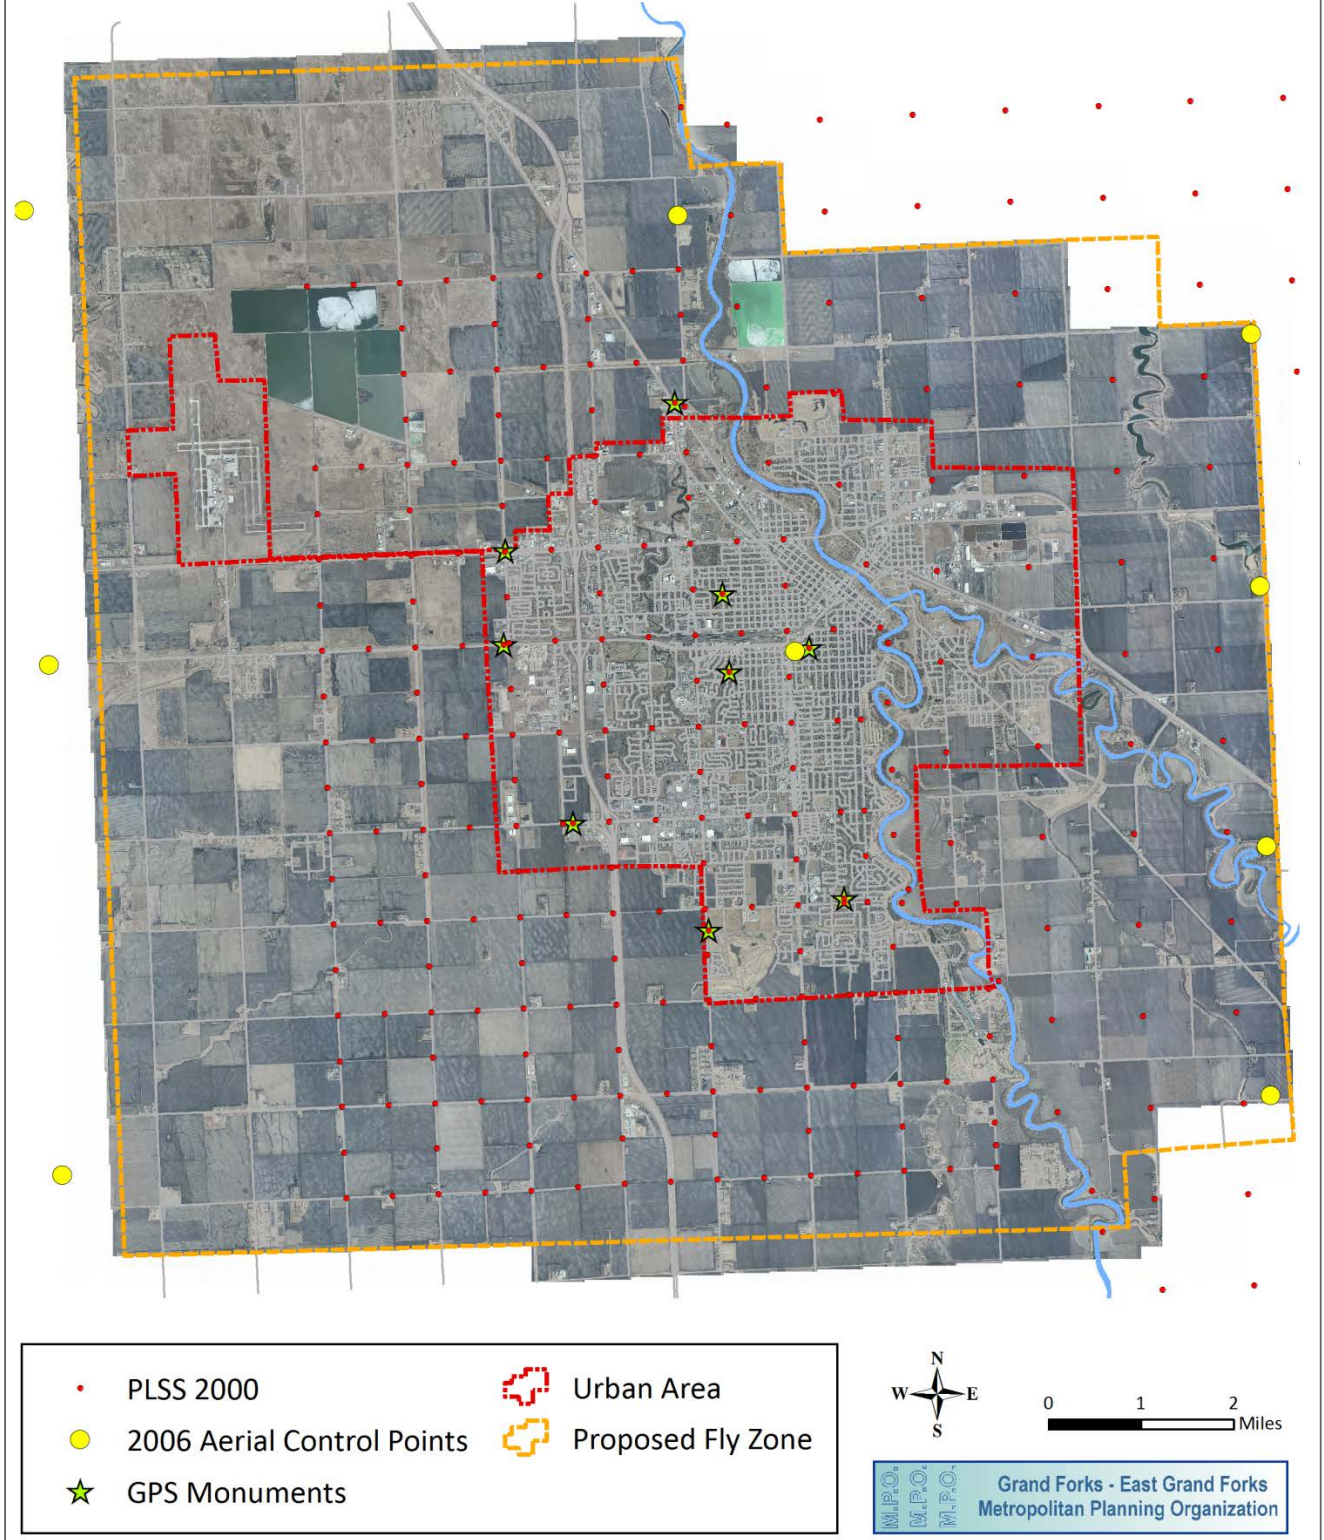 PLSS 2000
2006 Aerial Control Points
GPS Monuments
Urban Area
Proposed Fly Zone
N
W E
S
0 1 2
Miles
M.P.O.
M.P.O.
M.P.O.
Grand Forks - East Grand Forks
Metropolitan Planning Organization